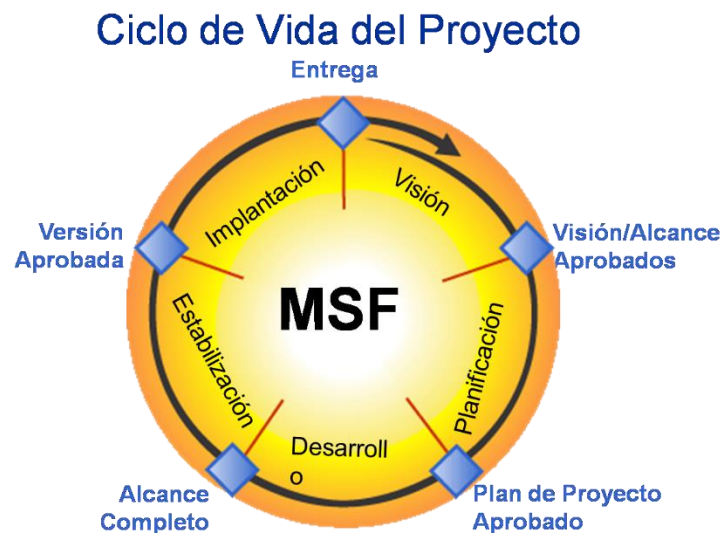 Ciclo de Vida del Proyecto
Entrega
Implantación
Visión
Versión
Aprobada
Visión/Alcance
Aprobados
MSF
Estabilización
Planificación
Desarroll
o
Alcance
Completo
Plan de Proyecto
Aprobado